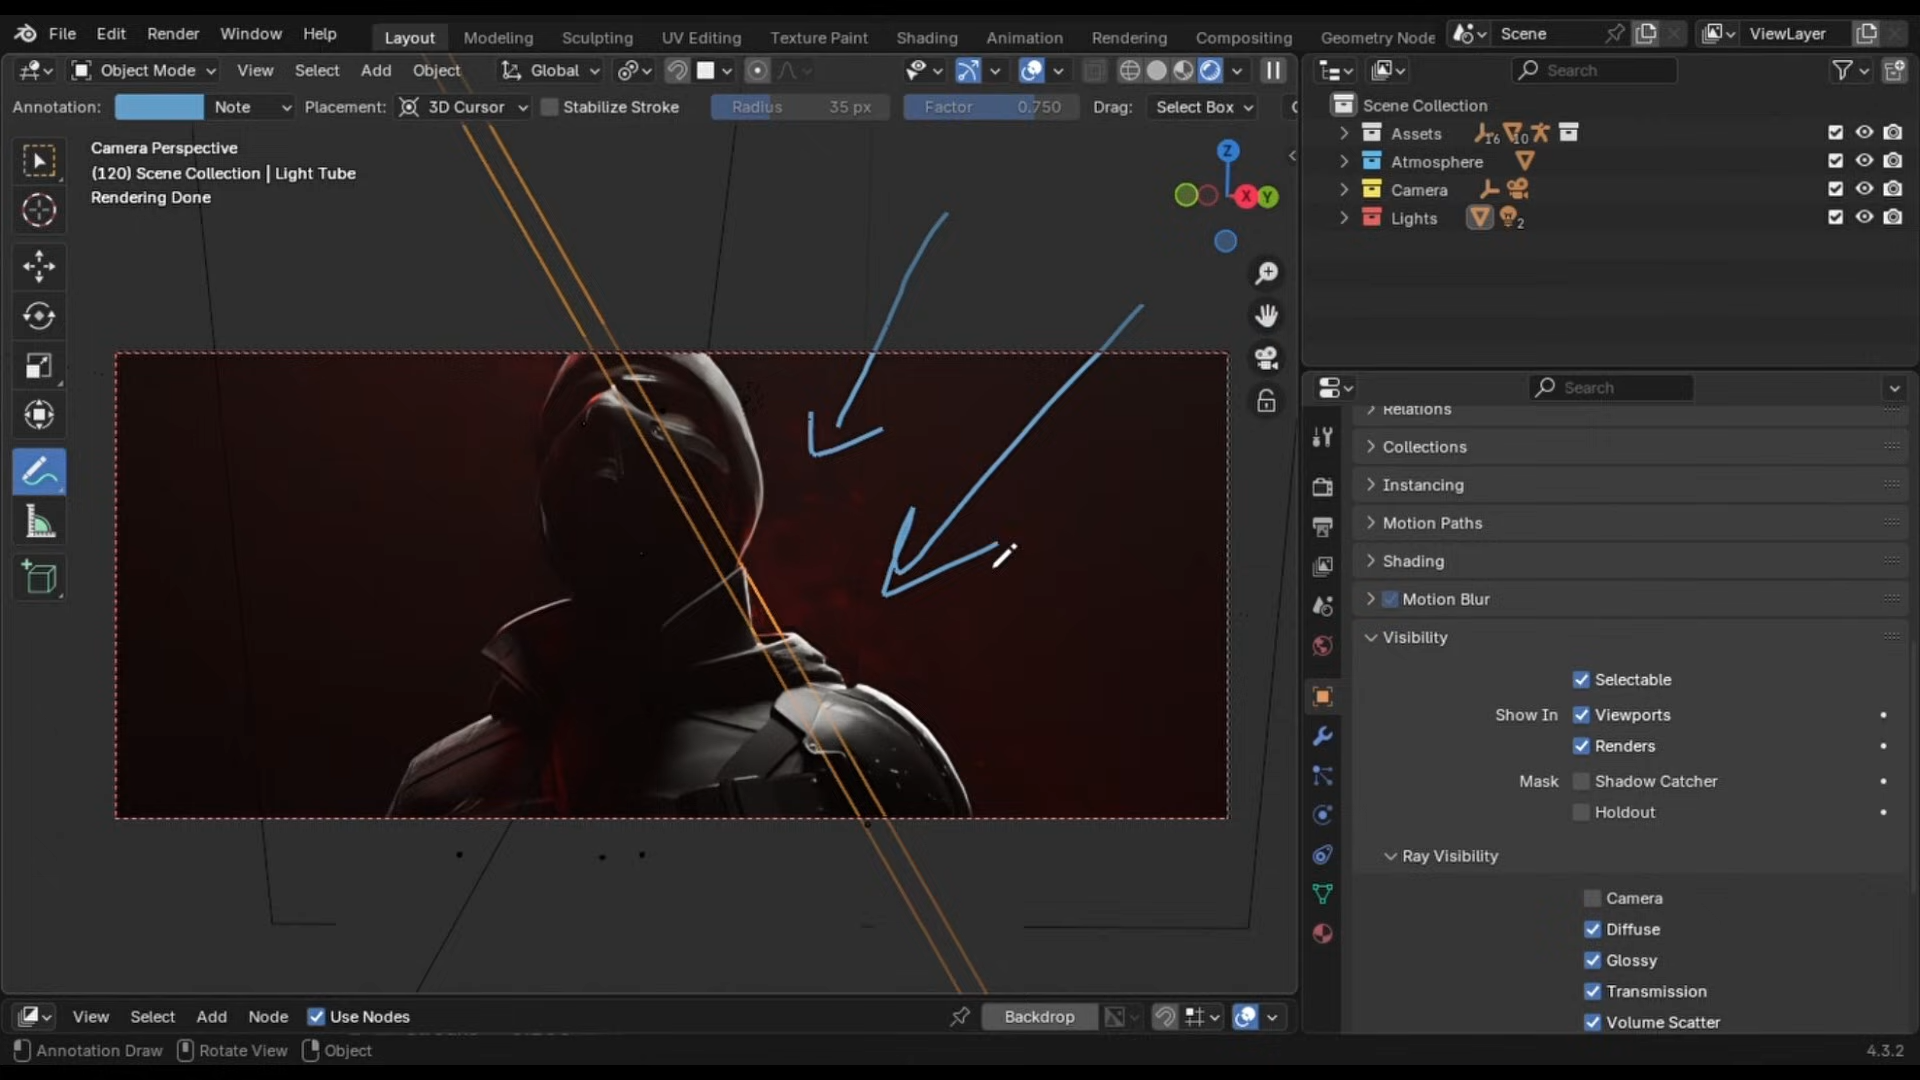 File Edit Render Window Help Layout Modeling Sculpting UV Editing Texture Paint Shading Animation Rendering Compositing Geometry Node Scene ViewLayer
Object Mode View Select Add Object Global Search
Annotation: Note Placement: 3D Cursor Stabilize Stroke Radius 35 px Factor 0.750 Drag: Select Box
Camera Perspective
(120) Scene Collection | Light Tube
Rendering Done
Z
X
Y
Scene Collection
Assets 16 10
Atmosphere
Camera
Lights 2
Search
Relations
Collections
Instancing
Motion Paths
Shading
Motion Blur
Visibility
Selectable
Show In Viewports
Renders
Mask Shadow Catcher
Holdout
Ray Visibility
Camera
Diffuse
Glossy
Transmission
Volume Scatter
View Select Add Node Use Nodes Backdrop
Annotation Draw Rotate View Object 4.3.2